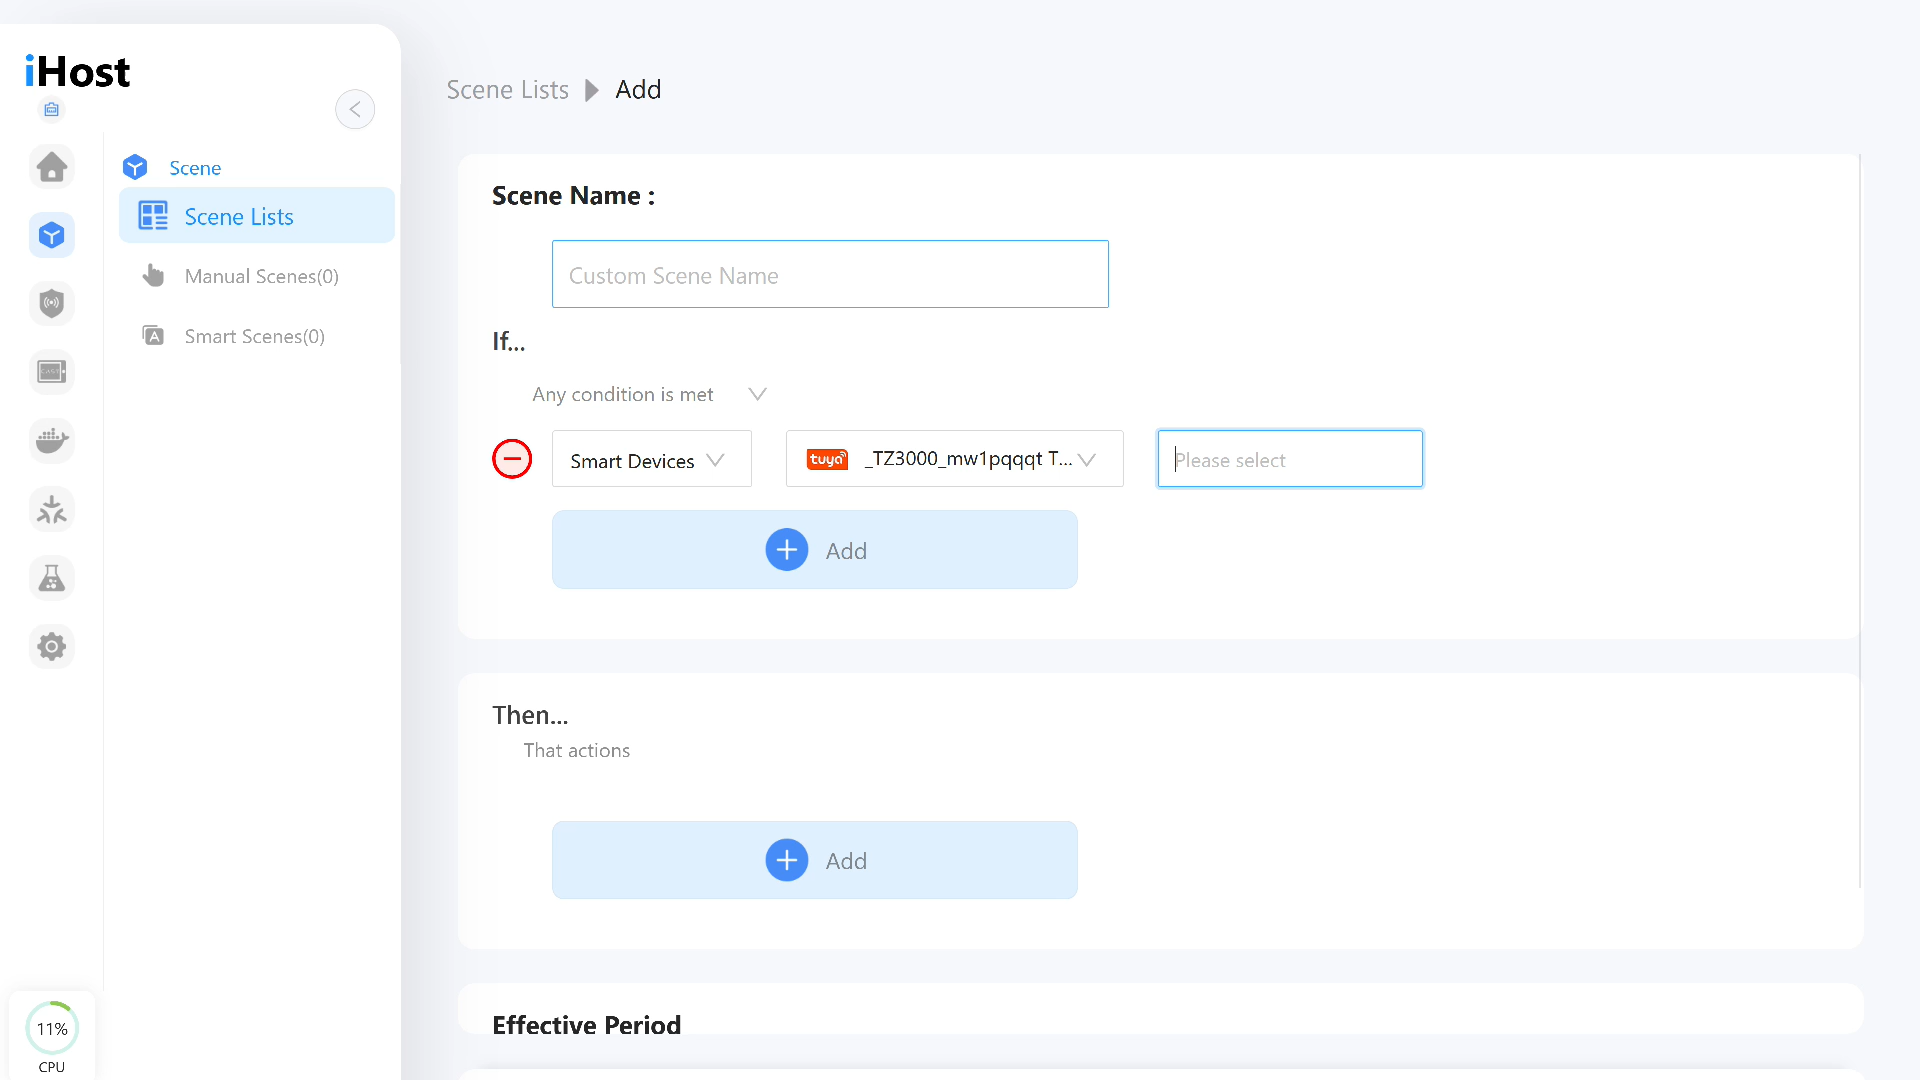 iHost
Scene Lists Add
Scene
Scene Lists
Manual Scenes(0)
Smart Scenes(0)
Scene Name :
Custom Scene Name
If...
Any condition is met
Smart Devices
tuya
_TZ3000_mw1pqqqt T...
Please select
Add
Then...
That actions
Add
Effective Period
11%
CPU